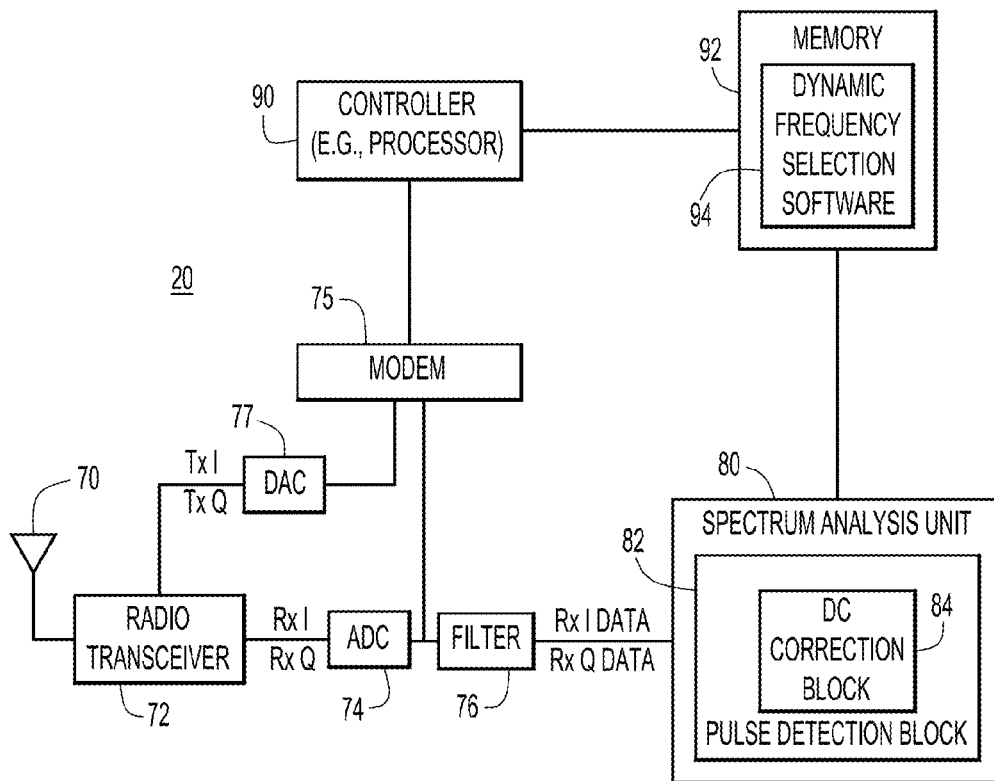 MEMORY
92
DYNAMIC
FREQUENCY
SELECTION
SOFTWARE
94
90
CONTROLLER
(E.G., PROCESSOR)
20
75
MODEM
77
Tx I
Tx Q
DAC
70
80
SPECTRUM ANALYSIS UNIT
82
DC
CORRECTION
BLOCK
84
PULSE DETECTION BLOCK
RADIO
TRANSCEIVER
72
Rx I
Rx Q
ADC
74
FILTER
76
Rx I DATA
Rx Q DATA